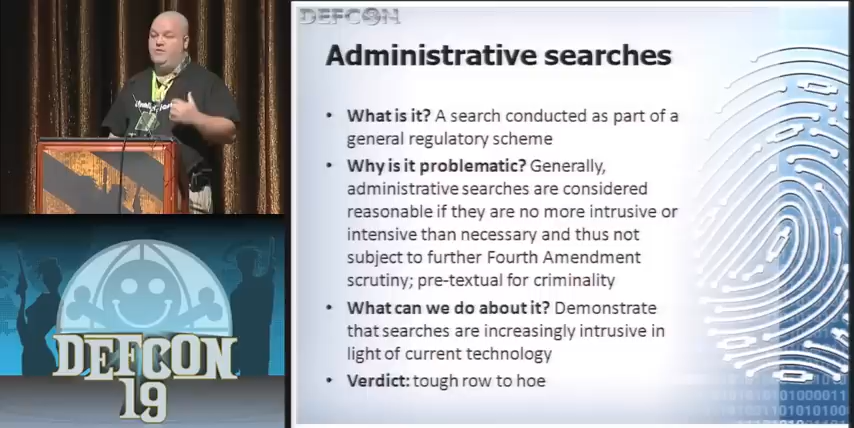 DEFCON
Administrative searches
• What is it? A search conducted as part of a
general regulatory scheme
• Why is it problematic? Generally,
administrative searches are considered
reasonable if they are no more intrusive or
intensive than necessary and thus not
subject to further Fourth Amendment
scrutiny; pre-textual for criminality
• What can we do about it? Demonstrate
that searches are increasingly intrusive in
light of current technology
• Verdict: tough row to hoe
DEFCON
19